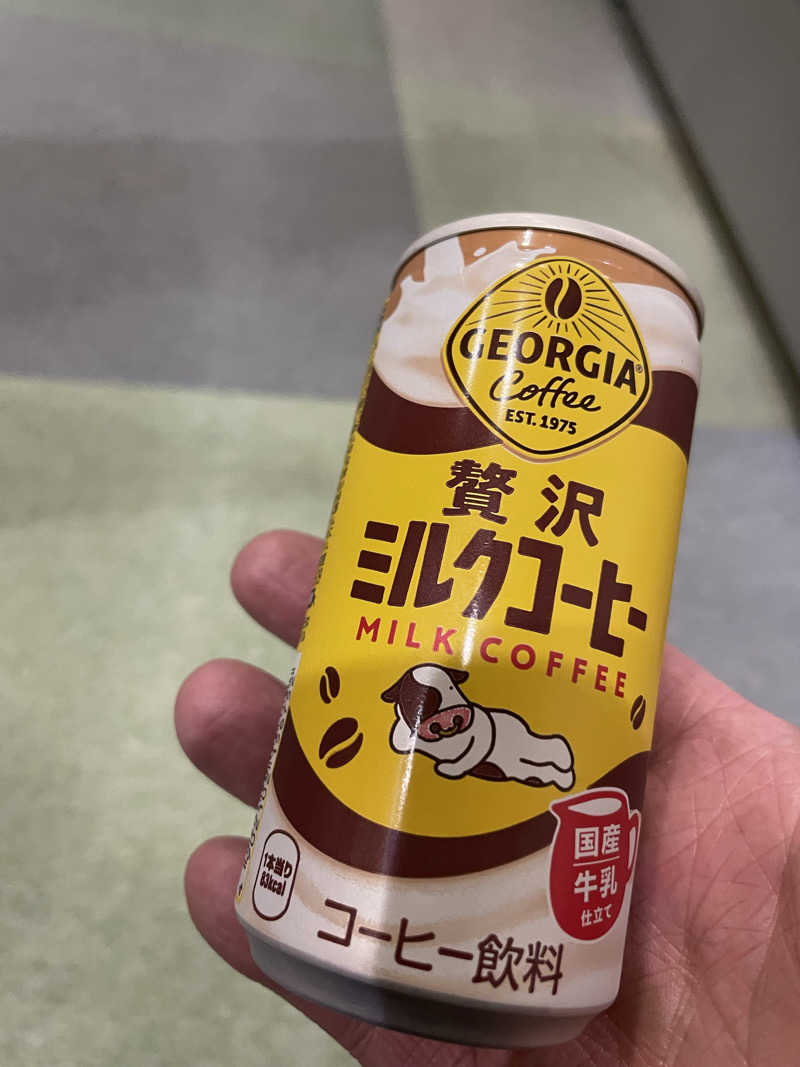 GEORGIA®
Coffee
EST. 1975
贅沢
ミルクコーヒー
MILK COFFEE
国産
牛乳
仕立て
1本当り
83kcal
コーヒー飲料